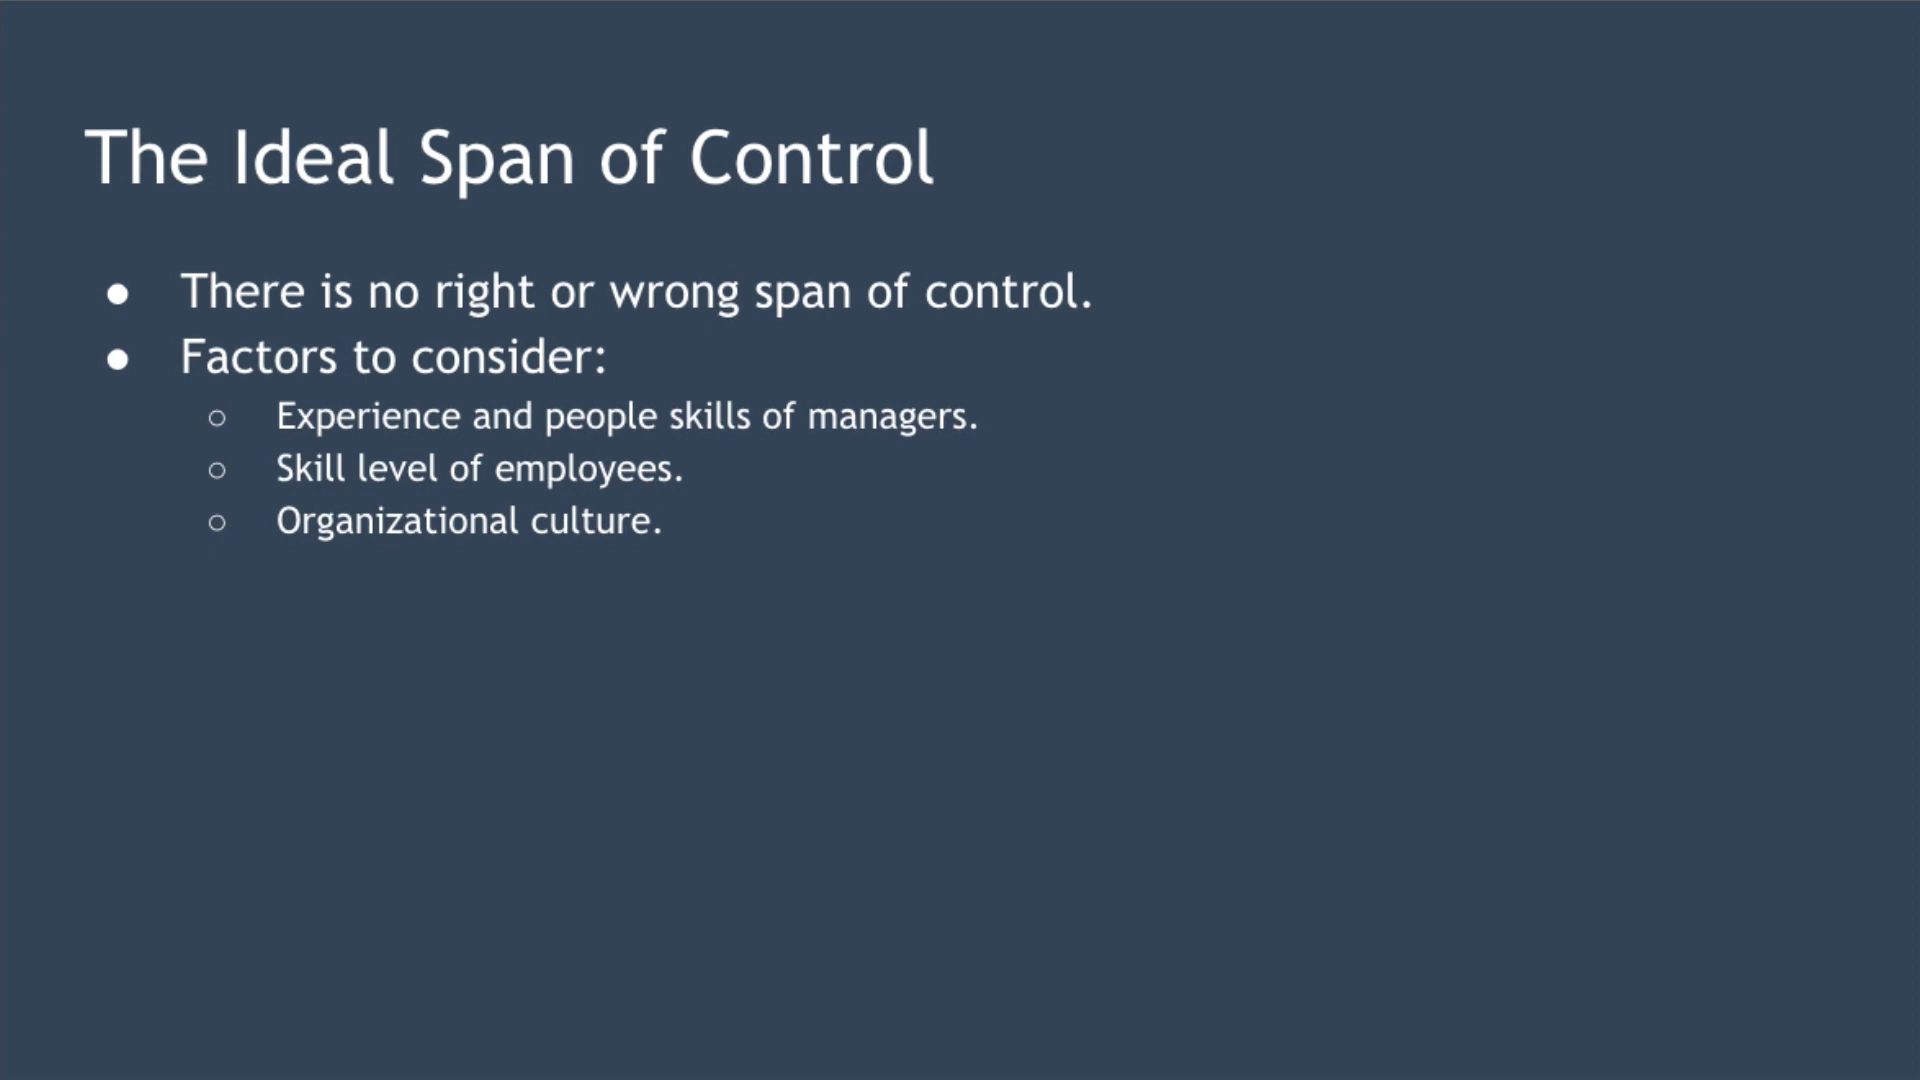 The Ideal Span of Control
● There is no right or wrong span of control.
● Factors to consider:
○ Experience and people skills of managers.
○ Skill level of employees.
○ Organizational culture.